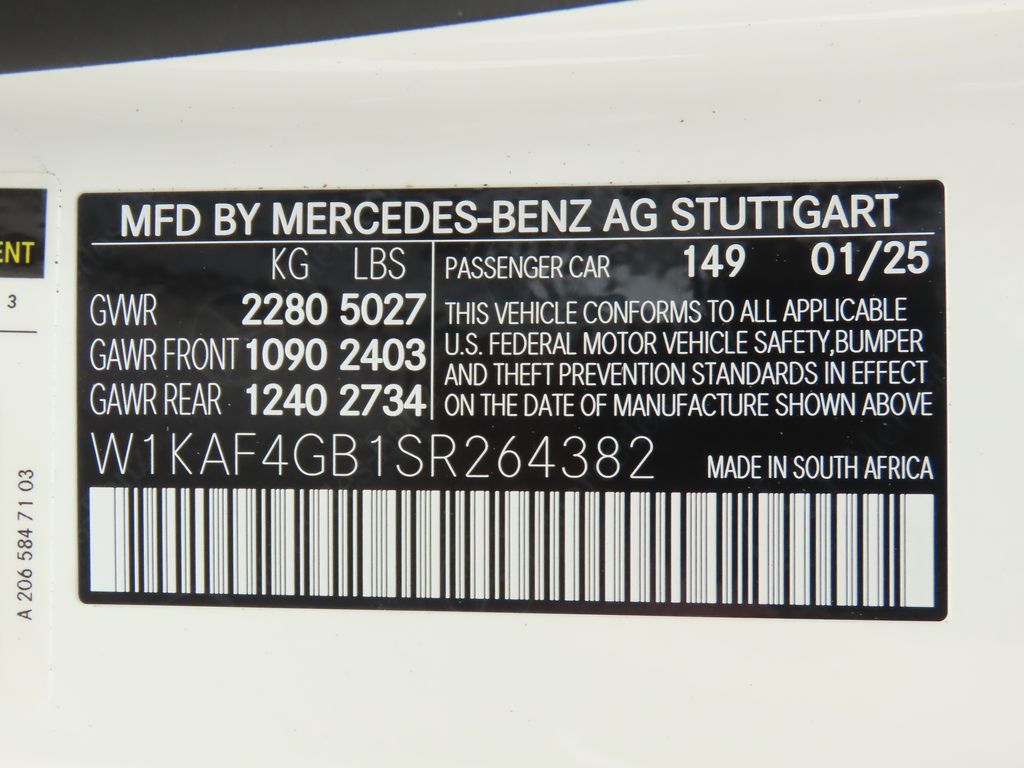 MFD BY MERCEDES-BENZ AG STUTTGART
KG LBS
GVWR 2280 5027
GAWR FRONT 1090 2403
GAWR REAR 1240 2734
PASSENGER CAR 149 01/25
THIS VEHICLE CONFORMS TO ALL APPLICABLE
U.S. FEDERAL MOTOR VEHICLE SAFETY,BUMPER
AND THEFT PREVENTION STANDARDS IN EFFECT
ON THE DATE OF MANUFACTURE SHOWN ABOVE
W1KAF4GB1SR264382
MADE IN SOUTH AFRICA
ENT
3
A 206 584 71 03